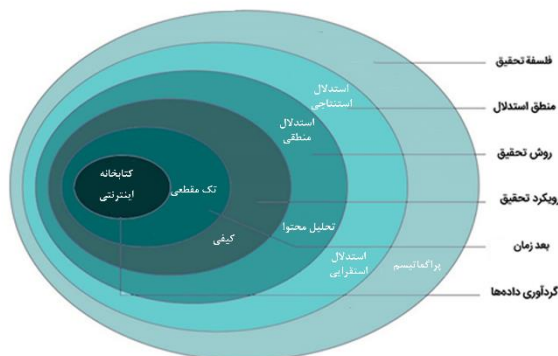 فلسفهٔ تحقیق
استدلال
استنتاجی
منطق استدلال
استدلال
منطقی
روش تحقیق
کتابخانه
اینترنتی
تک مقطعی
رویکرد تحقیق
تحلیل محتوا
کیفی
بعد زمان
استدلال
استقرایی
پراگماتیسم
گردآوری داده‌ها